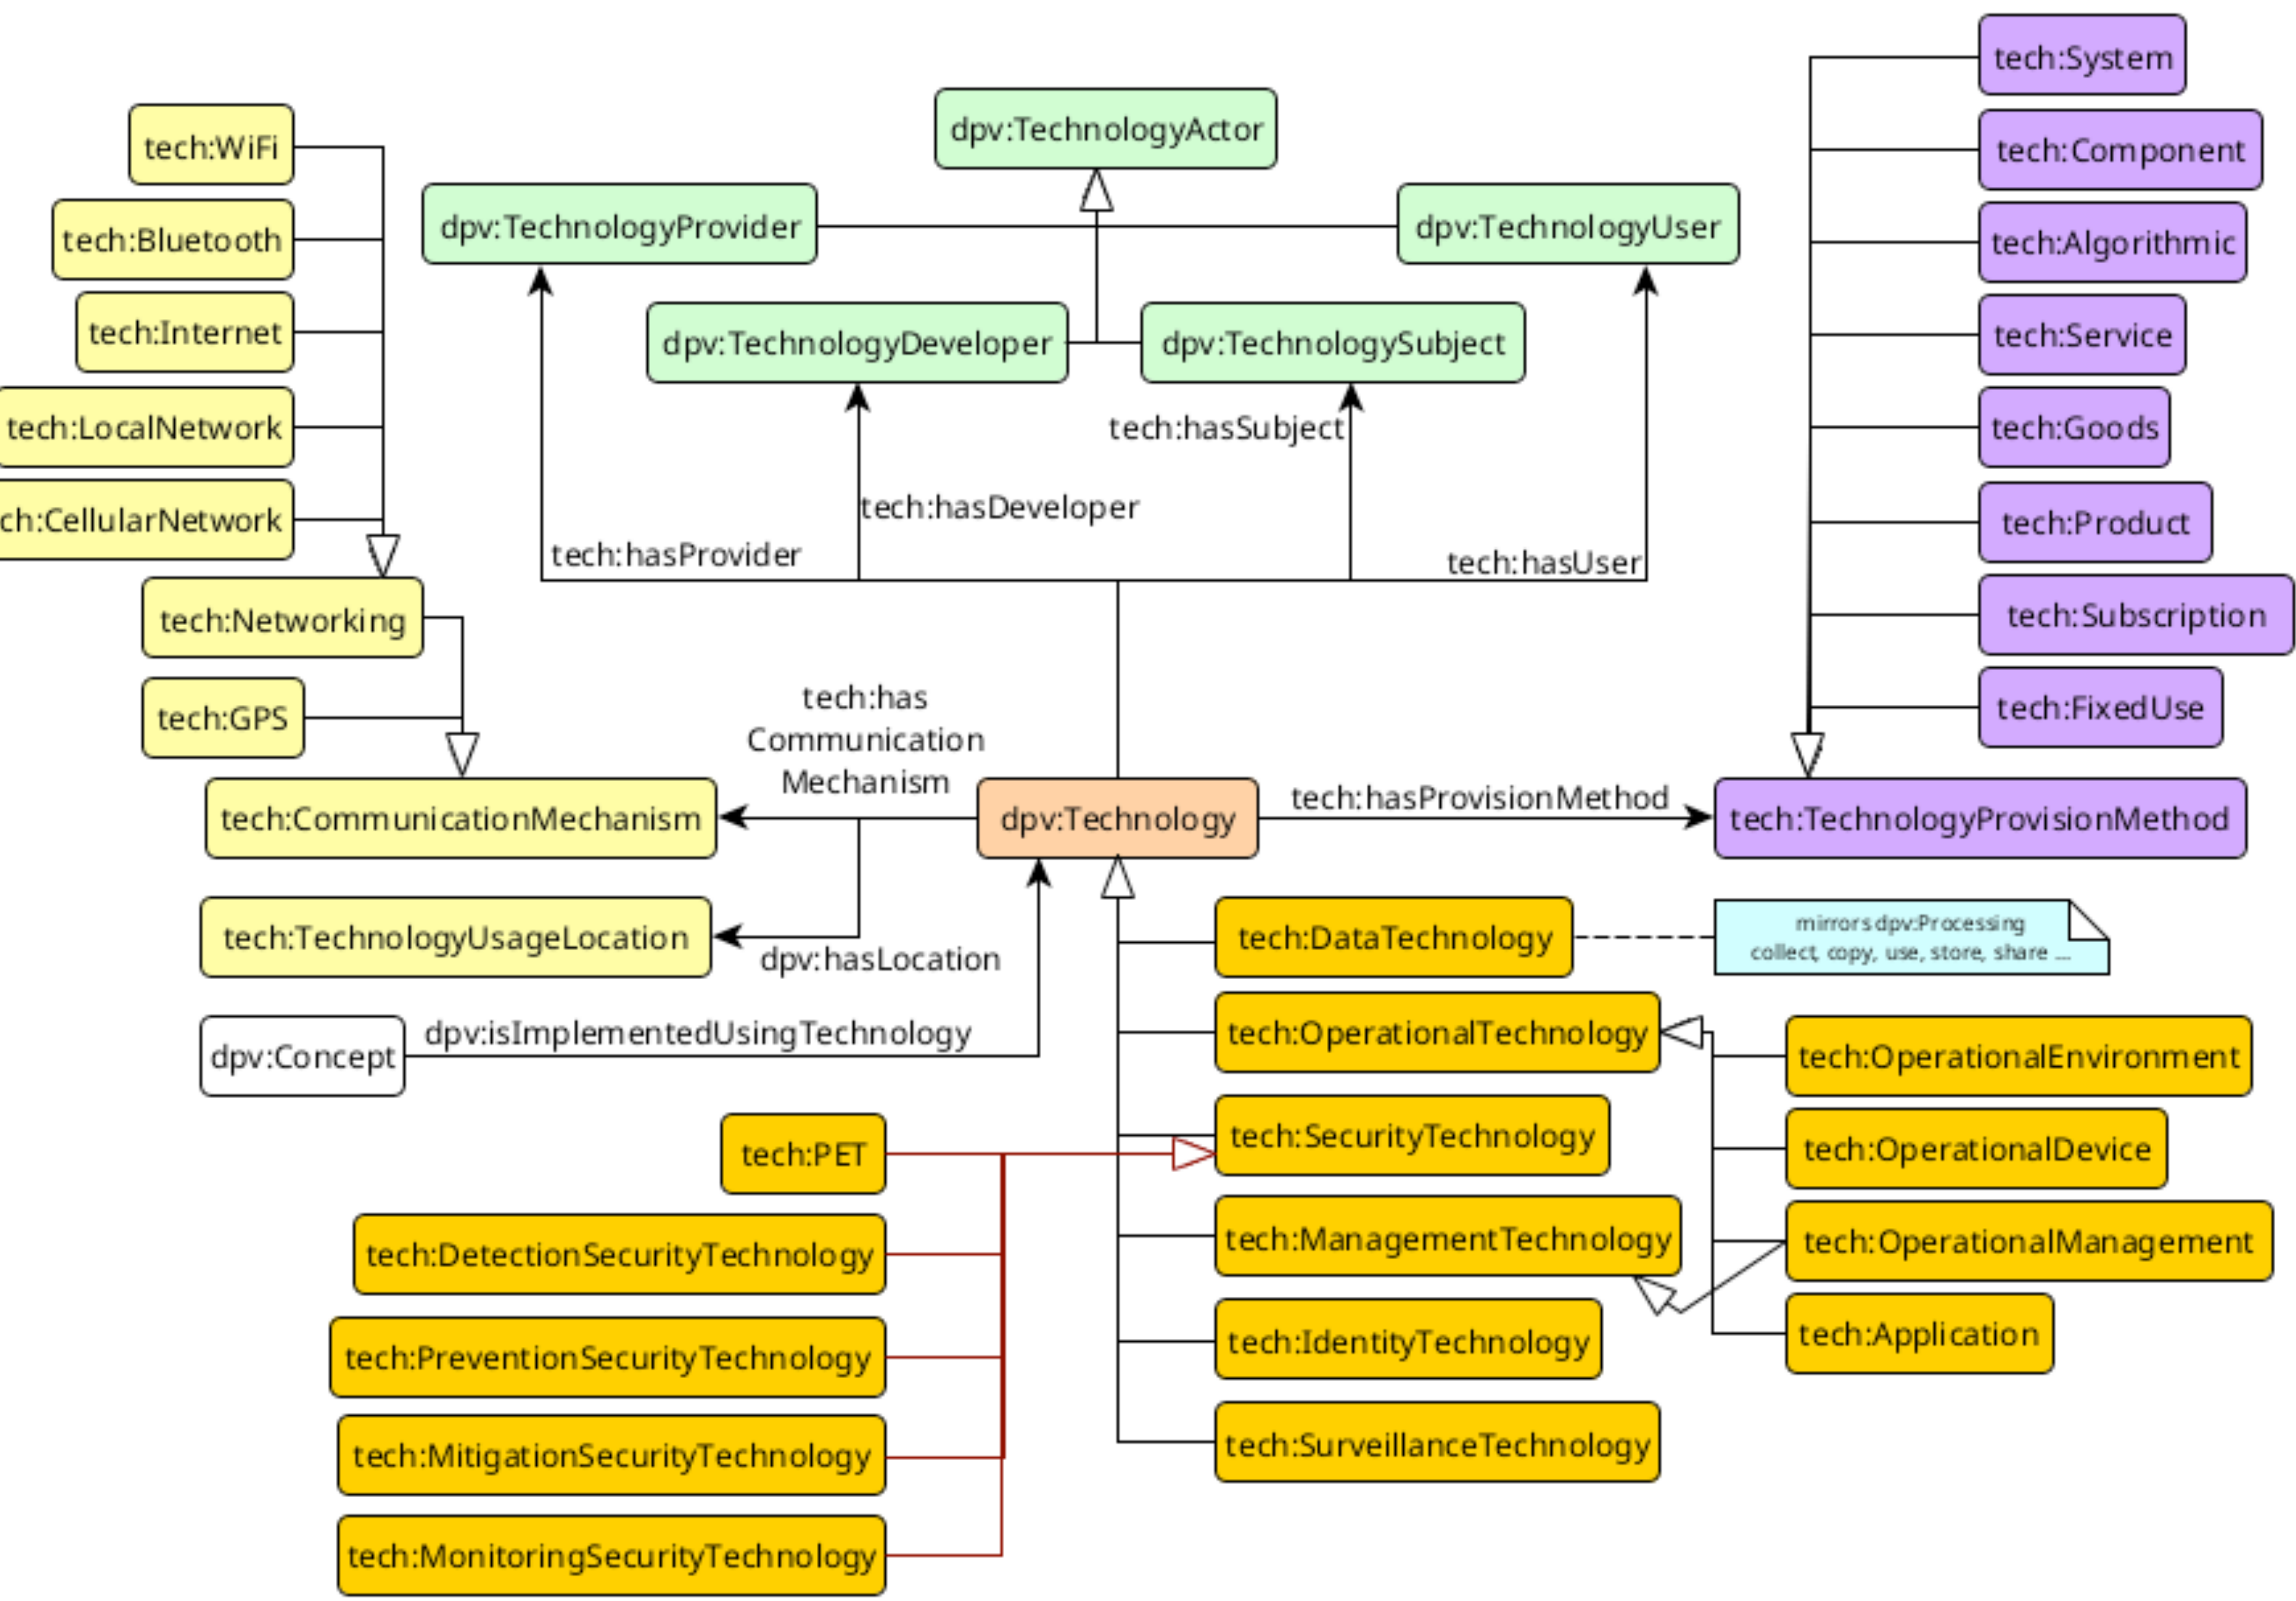 tech:System
dpv:TechnologyActor
tech:WiFi
tech:Component
dpv:TechnologyProvider
dpv:TechnologyUser
tech:Bluetooth
tech:Algorithmic
tech:Internet
dpv:TechnologyDeveloper
dpv:TechnologySubject
tech:Service
tech:LocalNetwork
tech:hasSubject
tech:Goods
ch:CellularNetwork
tech:hasDeveloper
tech:Product
tech:hasProvider
tech:hasUser
tech:Networking
tech:Subscription
tech:GPS
tech:has
Communication
Mechanism
tech:FixedUse
tech:CommunicationMechanism
dpv:Technology
tech:hasProvisionMethod
tech:TechnologyProvisionMethod
tech:TechnologyUsageLocation
dpv:hasLocation
tech:DataTechnology
mirrors dpv:Processing
collect, copy, use, store, share ...
dpv:Concept
dpv:isImplementedUsingTechnology
tech:OperationalTechnology
tech:OperationalEnvironment
tech:PET
tech:SecurityTechnology
tech:OperationalDevice
tech:DetectionSecurityTechnology
tech:ManagementTechnology
tech:OperationalManagement
tech:PreventionSecurityTechnology
tech:IdentityTechnology
tech:Application
tech:MitigationSecurityTechnology
tech:SurveillanceTechnology
tech:MonitoringSecurityTechnology